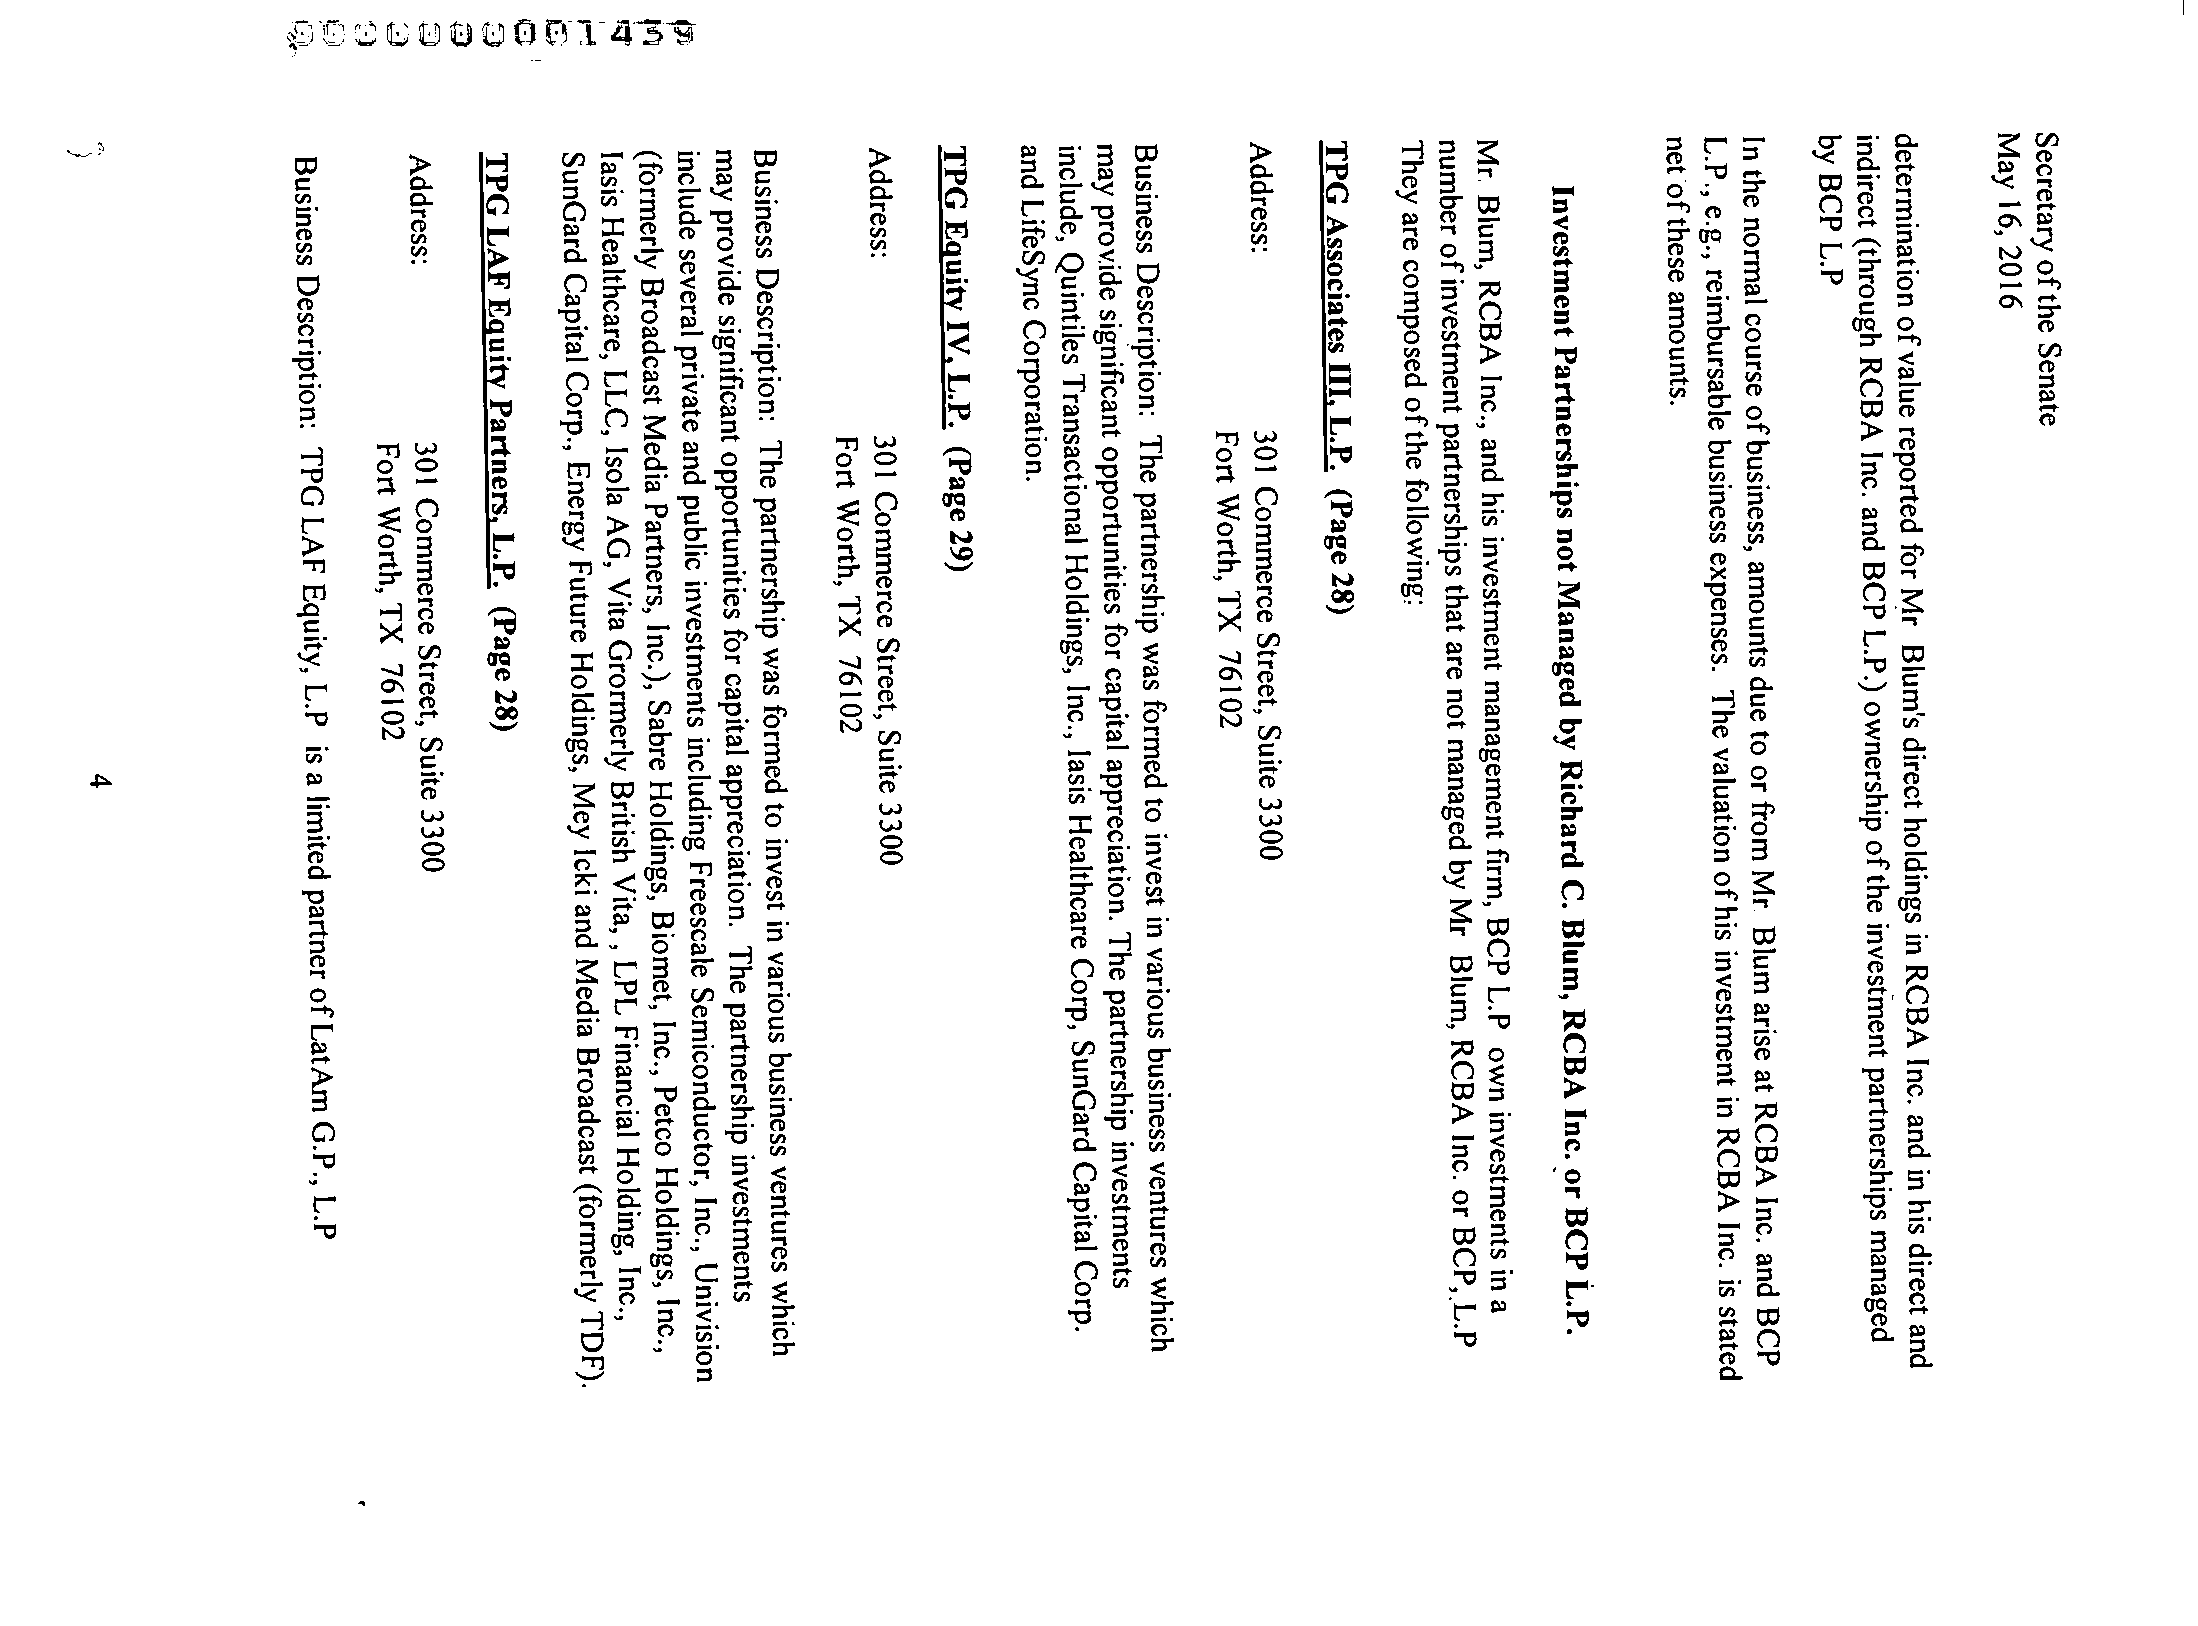 Secretary of the Senate
May 16, 2016
determination of value reported for Mr Blum's direct holdings in RCBA Inc. and in his direct and
indirect (through RCBA Inc. and BCP L.P.) ownership of the investment partnerships managed
by BCP L.P
In the normal course of business, amounts due to or from Mr. Blum arise at RCBA Inc. and BCP
L.P., e.g., reimbursable business expenses. The valuation of his investment in RCBA Inc. is stated
net of these amounts.
Investment Partnerships not Managed by Richard C. Blum, RCBA Inc. or BCP L.P.
Mr. Blum, RCBA Inc., and his investment management firm, BCP L.P own investments in a
number of investment partnerships that are not managed by Mr Blum, RCBA Inc. or BCP, L.P
They are composed of the following:
TPG Associates III, L.P. (Page 28)
Address: 301 Commerce Street, Suite 3300
Fort Worth, TX 76102
Business Description: The partnership was formed to invest in various business ventures which
may provide significant opportunities for capital appreciation. The partnership investments
include, Quintiles Transactional Holdings, Inc., Iasis Healthcare Corp, SunGard Capital Corp.
and LifeSync Corporation.
TPG Equity IV, L.P. (Page 29)
Address: 301 Commerce Street, Suite 3300
Fort Worth, TX 76102
Business Description: The partnership was formed to invest in various business ventures which
may provide significant opportunities for capital appreciation. The partnership investments
include several private and public investments including Freescale Semiconductor, Inc., Univision
(formerly Broadcast Media Partners, Inc.), Sabre Holdings, Biomet, Inc., Petco Holdings, Inc.,
Iasis Healthcare, LLC, Isola AG, Vita Grormerly British Vita, , LPL Financial Holding, Inc.,
SunGard Capital Corp., Energy Future Holdings, Mey Icki and Media Broadcast (formerly TDF).
TPG LAF Equity Partners, L.P. (Page 28)
Address: 301 Commerce Street, Suite 3300
Fort Worth, TX 76102
Business Description: TPG LAF Equity, L.P is a limited partner of LatAm G.P., L.P
4
000000001459